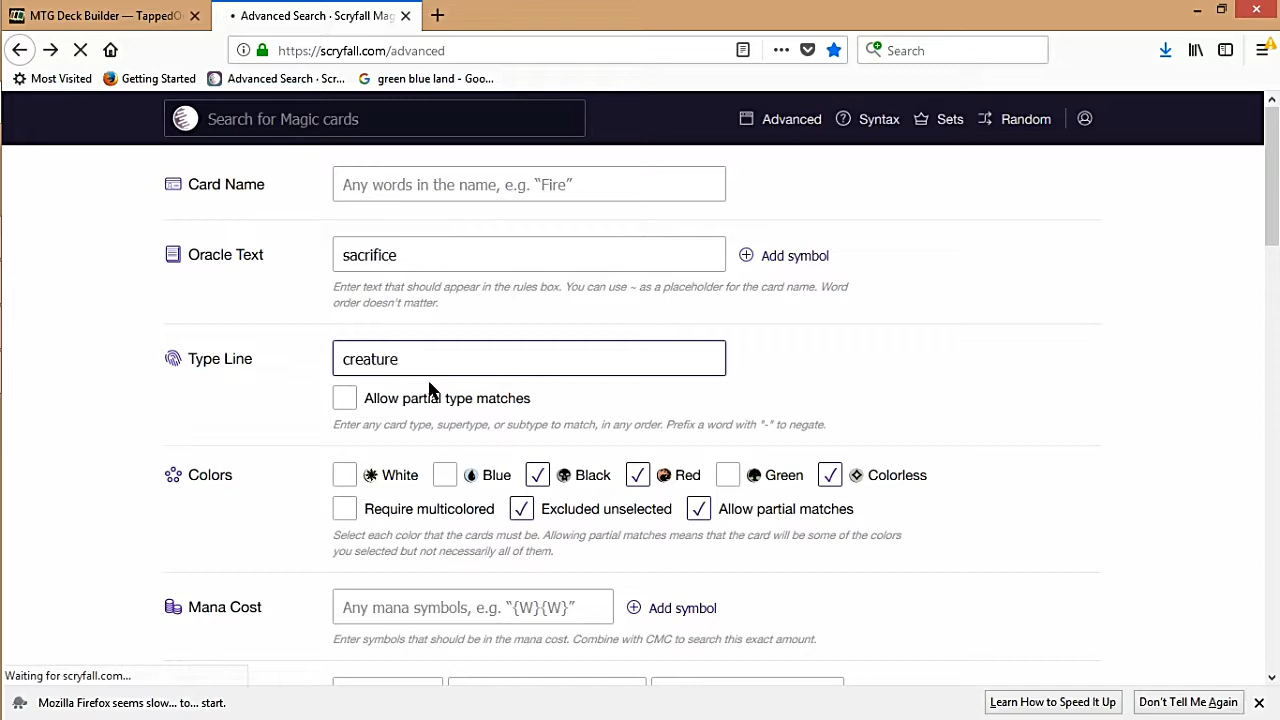 MTG Deck Builder — TappedO
Advanced Search · Scryfall Mag
https://scryfall.com/advanced
Search
Most Visited
Getting Started
Advanced Search · Scr...
green blue land - Goo...
Search for Magic cards
Advanced
Syntax
Sets
Random
Card Name
Any words in the name, e.g. “Fire”
Oracle Text
sacrifice
Add symbol
Enter text that should appear in the rules box. You can use ~ as a placeholder for the card name. Word
order doesn't matter.
Type Line
creature
Allow partial type matches
Enter any card type, supertype, or subtype to match, in any order. Prefix a word with "-" to negate.
Colors
White
Blue
Black
Red
Green
Colorless
Require multicolored
Excluded unselected
Allow partial matches
Select each color that the cards must be. Allowing partial matches means that the card will be some of the colors
you selected but not necessarily all of them.
Mana Cost
Any mana symbols, e.g. “{W}{W}”
Add symbol
Enter symbols that should be in the mana cost. Combine with CMC to search this exact amount.
Waiting for scryfall.com...
Mozilla Firefox seems slow... to... start.
Learn How to Speed It Up
Don't Tell Me Again